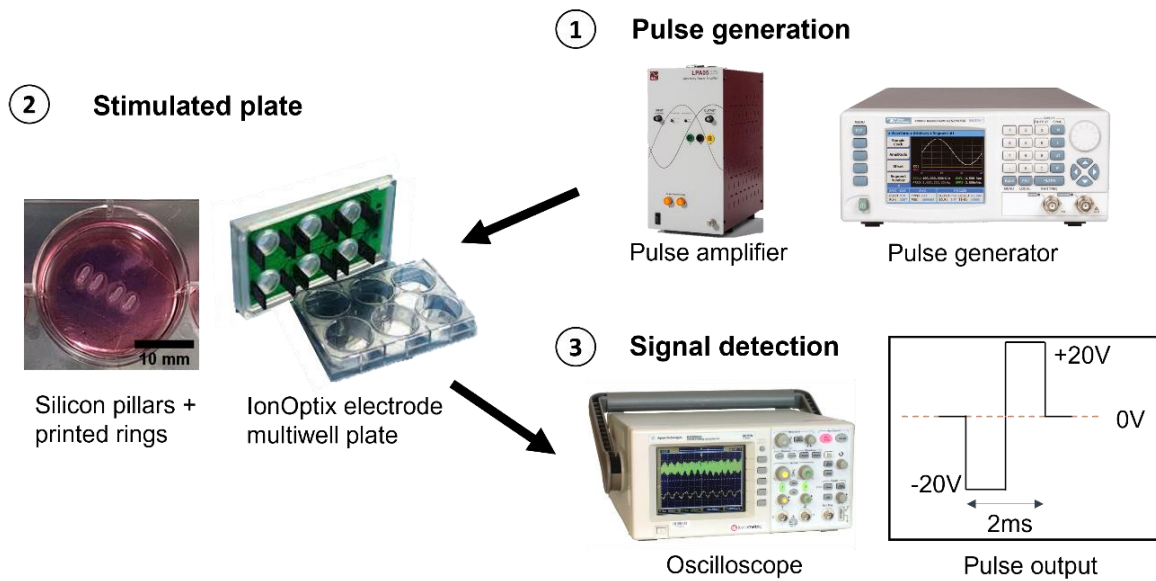 1 Pulse generation
LPA05
Pulse amplifier
Pulse generator
2 Stimulated plate
10 mm
Silicon pillars +
printed rings
IonOptix electrode
multiwell plate
3 Signal detection
Oscilloscope
+20V
0V
-20V
2ms
Pulse output